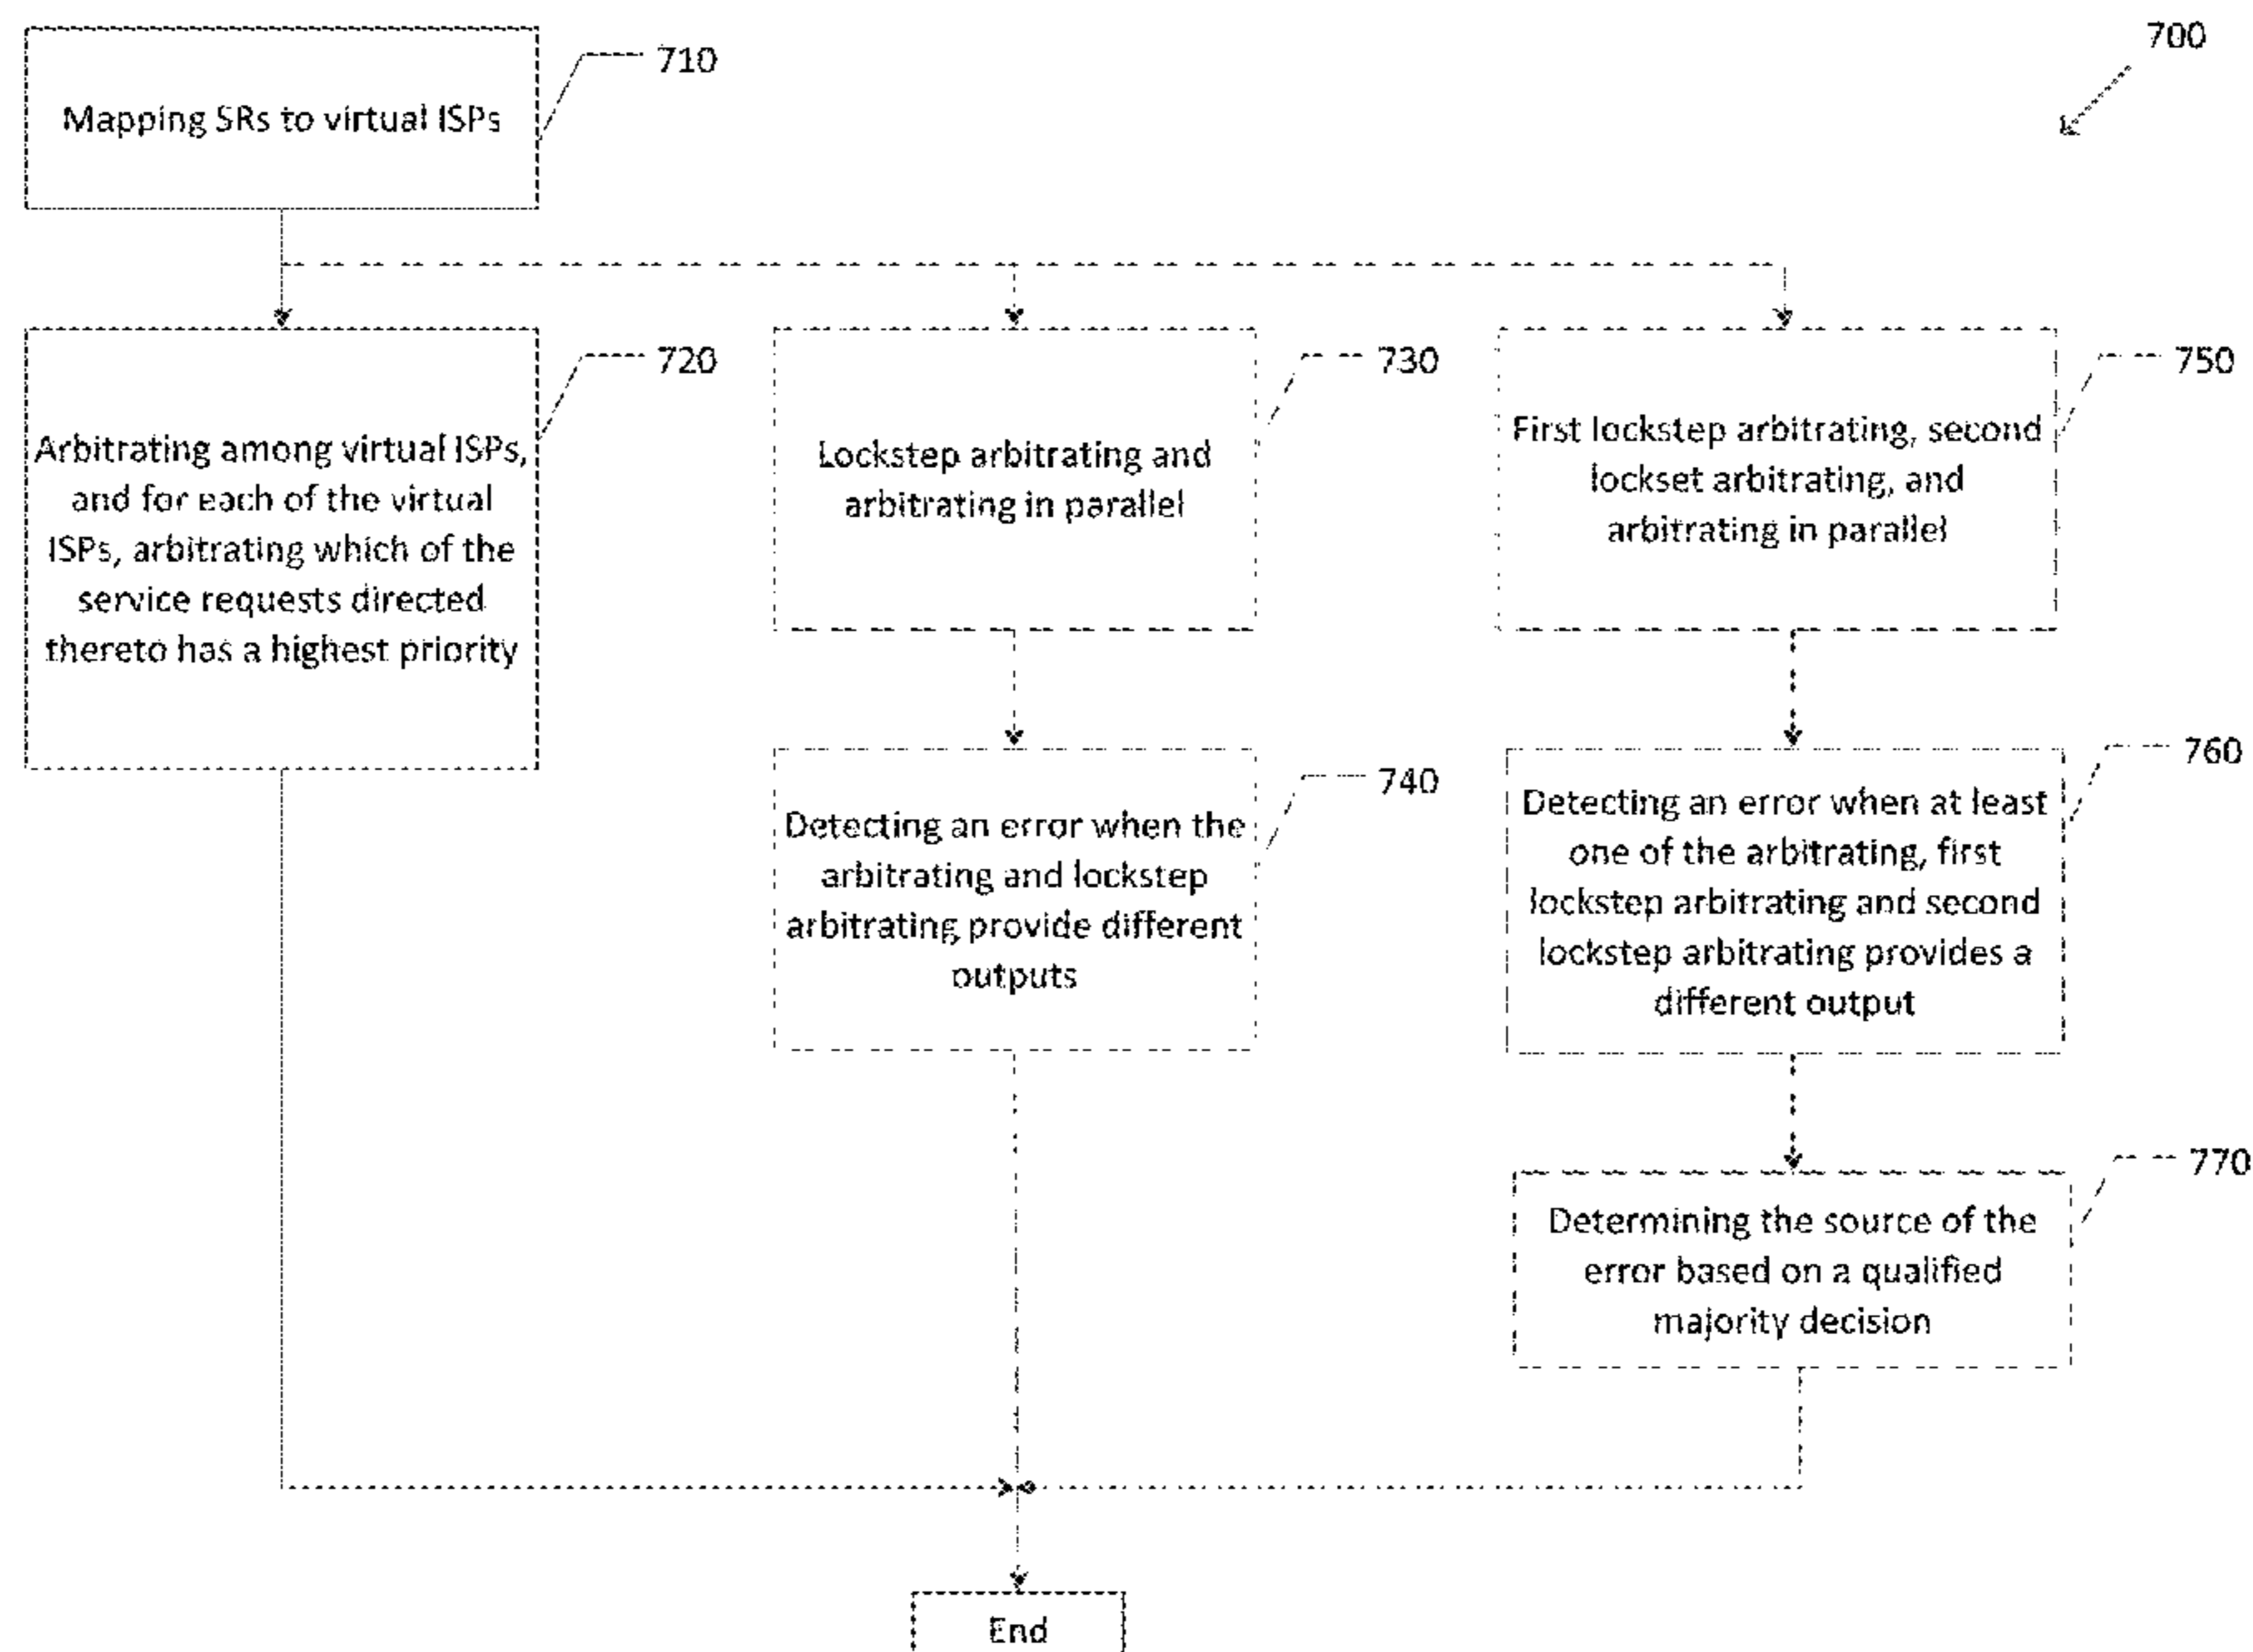 700
710
Mapping SRs to virtual ISPs
720
Arbitrating among virtual ISPs,
and for each of the virtual
ISPs, arbitrating which of the
service requests directed
thereto has a highest priority
730
Lockstep arbitrating and
arbitrating in parallel
750
First lockstep arbitrating, second
lockset arbitrating, and
arbitrating in parallel
740
Detecting an error when the
arbitrating and lockstep
arbitrating provide different
outputs
760
Detecting an error when at least
one of the arbitrating, first
lockstep arbitrating and second
lockstep arbitrating provides a
different output
770
Determining the source of the
error based on a qualified
majority decision
End